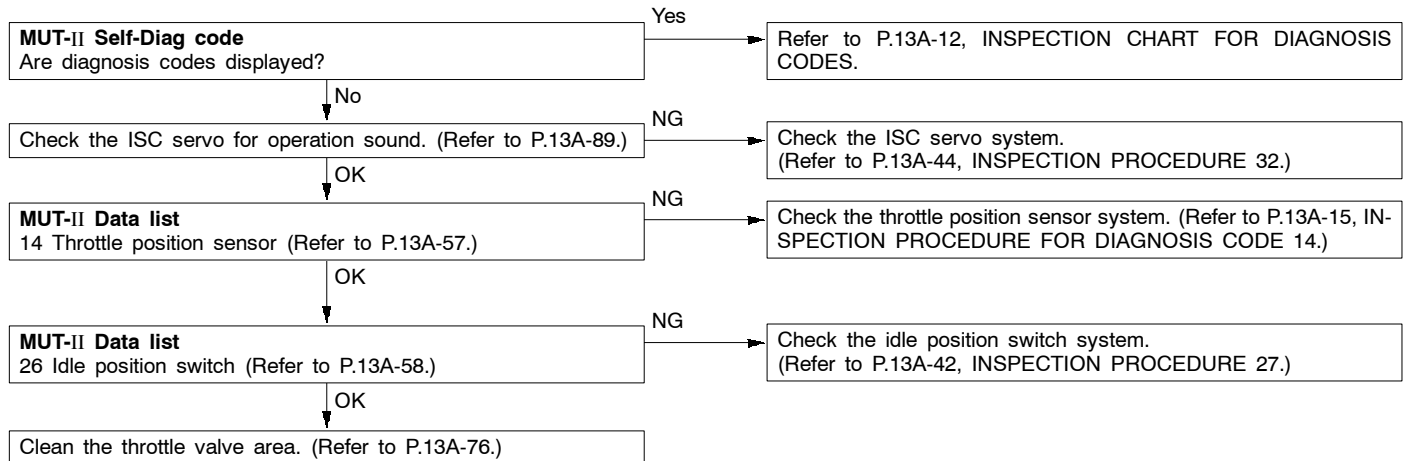 MUT-II Self-Diag code
Are diagnosis codes displayed?
Yes
Refer to P.13A-12, INSPECTION CHART FOR DIAGNOSIS
CODES.
No
Check the ISC servo for operation sound. (Refer to P.13A-89.)
NG
Check the ISC servo system.
(Refer to P.13A-44, INSPECTION PROCEDURE 32.)
OK
MUT-II Data list
14 Throttle position sensor (Refer to P.13A-57.)
NG
Check the throttle position sensor system. (Refer to P.13A-15, IN-
SPECTION PROCEDURE FOR DIAGNOSIS CODE 14.)
OK
MUT-II Data list
26 Idle position switch (Refer to P.13A-58.)
NG
Check the idle position switch system.
(Refer to P.13A-42, INSPECTION PROCEDURE 27.)
OK
Clean the throttle valve area. (Refer to P.13A-76.)